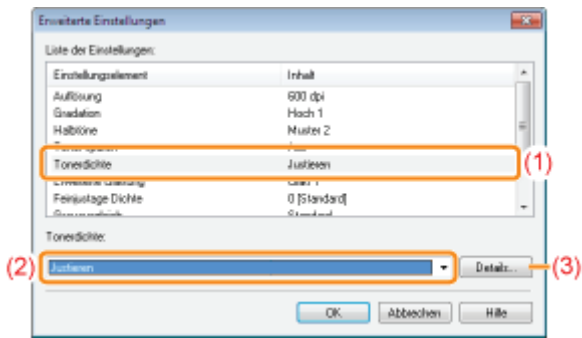 Erweiterte Einstellungen
Liste der Einstellungen:
Einstellungselement Inhalt
Auflösung 600 dpi
Gradation Hoch 1
Halbtöne Muster 2
Tonerdichte Justieren
(1)
Feinjustage Dichte 0 [Standard]
Tonerdichte:
(2) Justieren Details... (3)
OK Abbrechen Hilfe